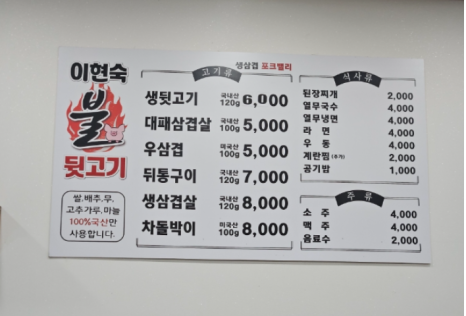 이현숙
불
뒷고기
쌀.배추.무.
고추가루.마늘
100%국산만
사용합니다.
생삼겹 포크밸리
고기류
생뒷고기 국내산 120g 6,000
대패삼겹살 국내산 100g 5,000
우삼겹 미국산 100g 5,000
뒤통구이 국내산 120g 7,000
생삼겹살 국내산 120g 8,000
차돌박이 미국산 100g 8,000
식사류
된장찌개 2,000
열무국수 4,000
열무냉면 4,000
라 면 4,000
우 동 4,000
계란찜 (추가) 2,000
공기밥 1,000
주 류
소 주 4,000
맥 주 4,000
음료수 2,000